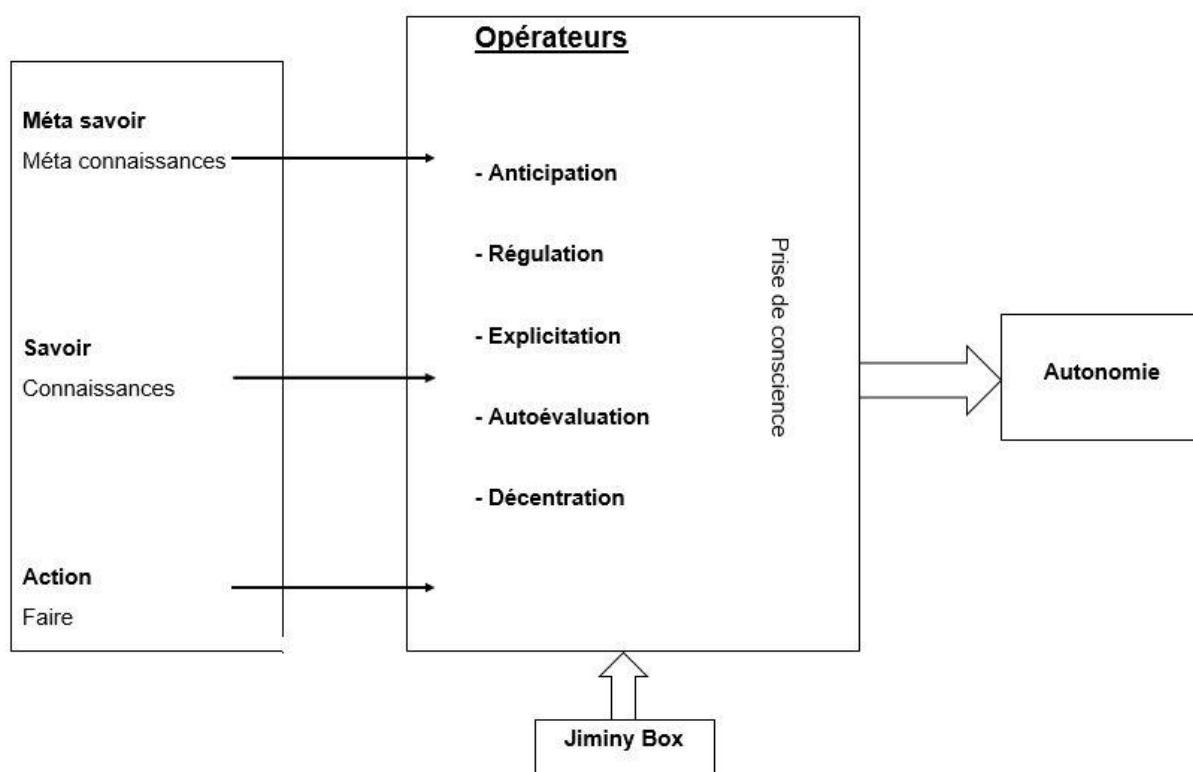 Opérateurs
Méta savoir
Méta connaissances
- Anticipation
- Régulation
Prise de conscience
Savoir
Connaissances
- Explicitation
- Autoévaluation
- Décentration
Action
Faire
Autonomie
Jiminy Box